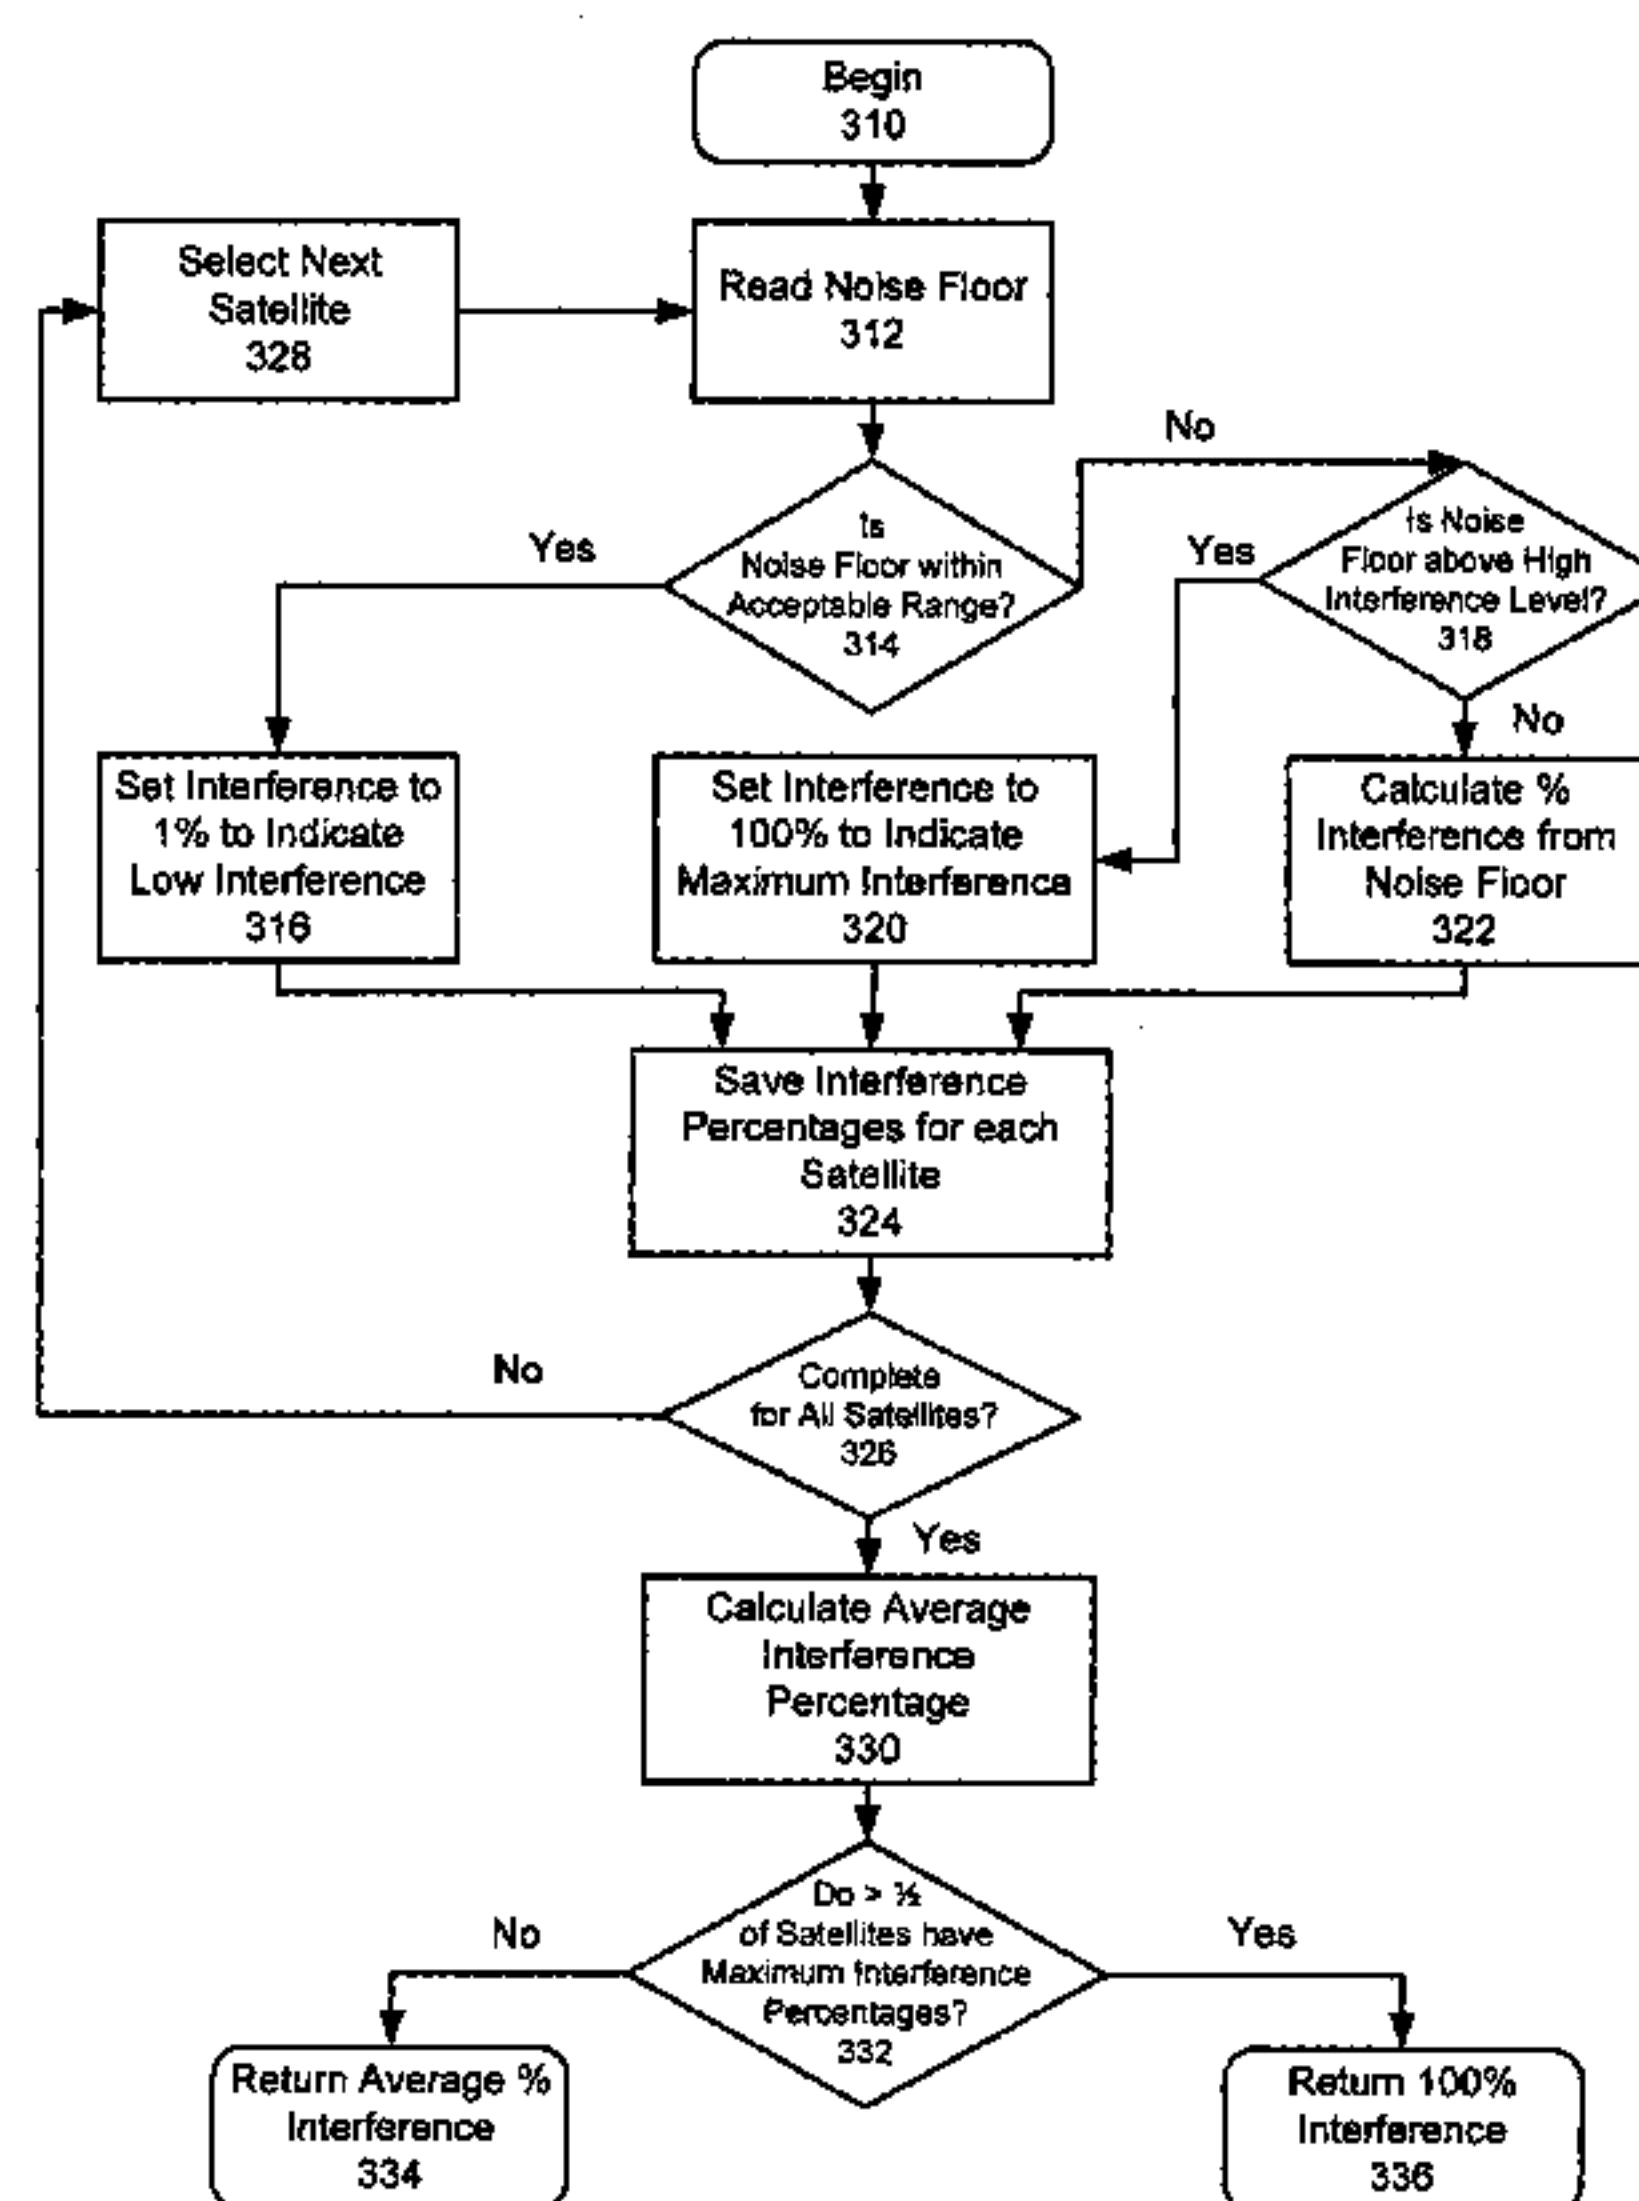 Begin
310
Select Next
Satellite
328
Read Noise Floor
312
No
Yes
Is
Noise Floor within
Acceptable Range?
314
Yes
Is Noise
Floor above High
Interference Level?
318
No
Set Interference to
1% to Indicate
Low Interference
316
Set Interference to
100% to Indicate
Maximum Interference
320
Calculate %
Interference from
Noise Floor
322
Save Interference
Percentages for each
Satellite
324
No
Complete
for All Satellites?
326
Yes
Calculate Average
Interference
Percentage
330
No
Do > ½
of Satellites have
Maximum Interference
Percentages?
332
Yes
Return Average %
Interference
334
Return 100%
Interference
336